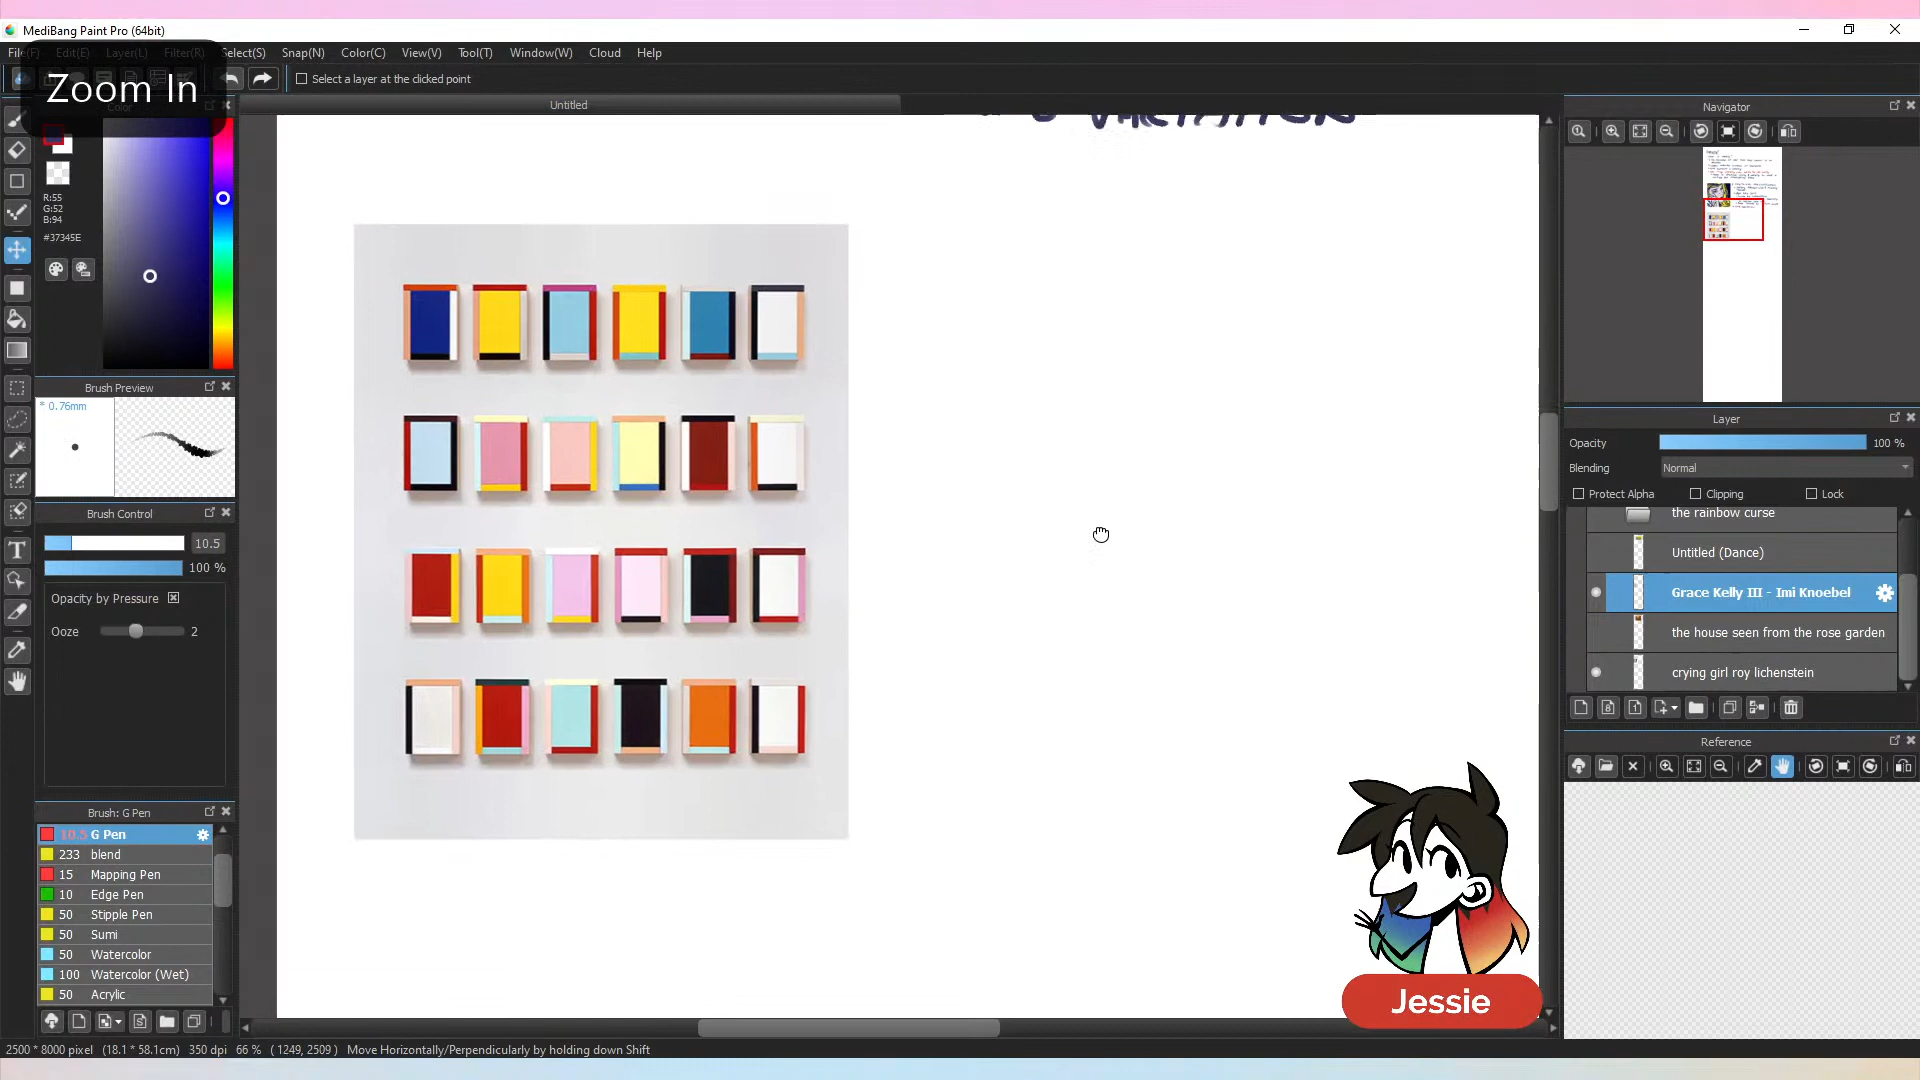 MediBang Paint Pro (64bit)
File(F) Edit(E) Layer(L) Filter(R) Select(S) Snap(N) Color(C) View(V) Tool(T) Window(W) Cloud Help
Zoom In
Select a layer at the clicked point
Color
Untitled
VARIATION
R:55
G:52
B:94
#37345E
Brush Preview
* 0.76mm
Brush Control
10.5
100 %
Opacity by Pressure
Ooze 2
Brush: G Pen
10.5 G Pen
233 blend
15 Mapping Pen
10 Edge Pen
50 Stipple Pen
50 Sumi
50 Watercolor
100 Watercolor (Wet)
50 Acrylic
Navigator
Layer
Opacity 100 %
Blending Normal
Protect Alpha Clipping Lock
the rainbow curse
Untitled (Dance)
Grace Kelly III - Imi Knoebel
the house seen from the rose garden
crying girl roy lichenstein
Reference
Jessie
2500 * 8000 pixel (18.1 * 58.1cm) 350 dpi 66 % ( 1249, 2509 ) Move Horizontally/Perpendicularly by holding down Shift